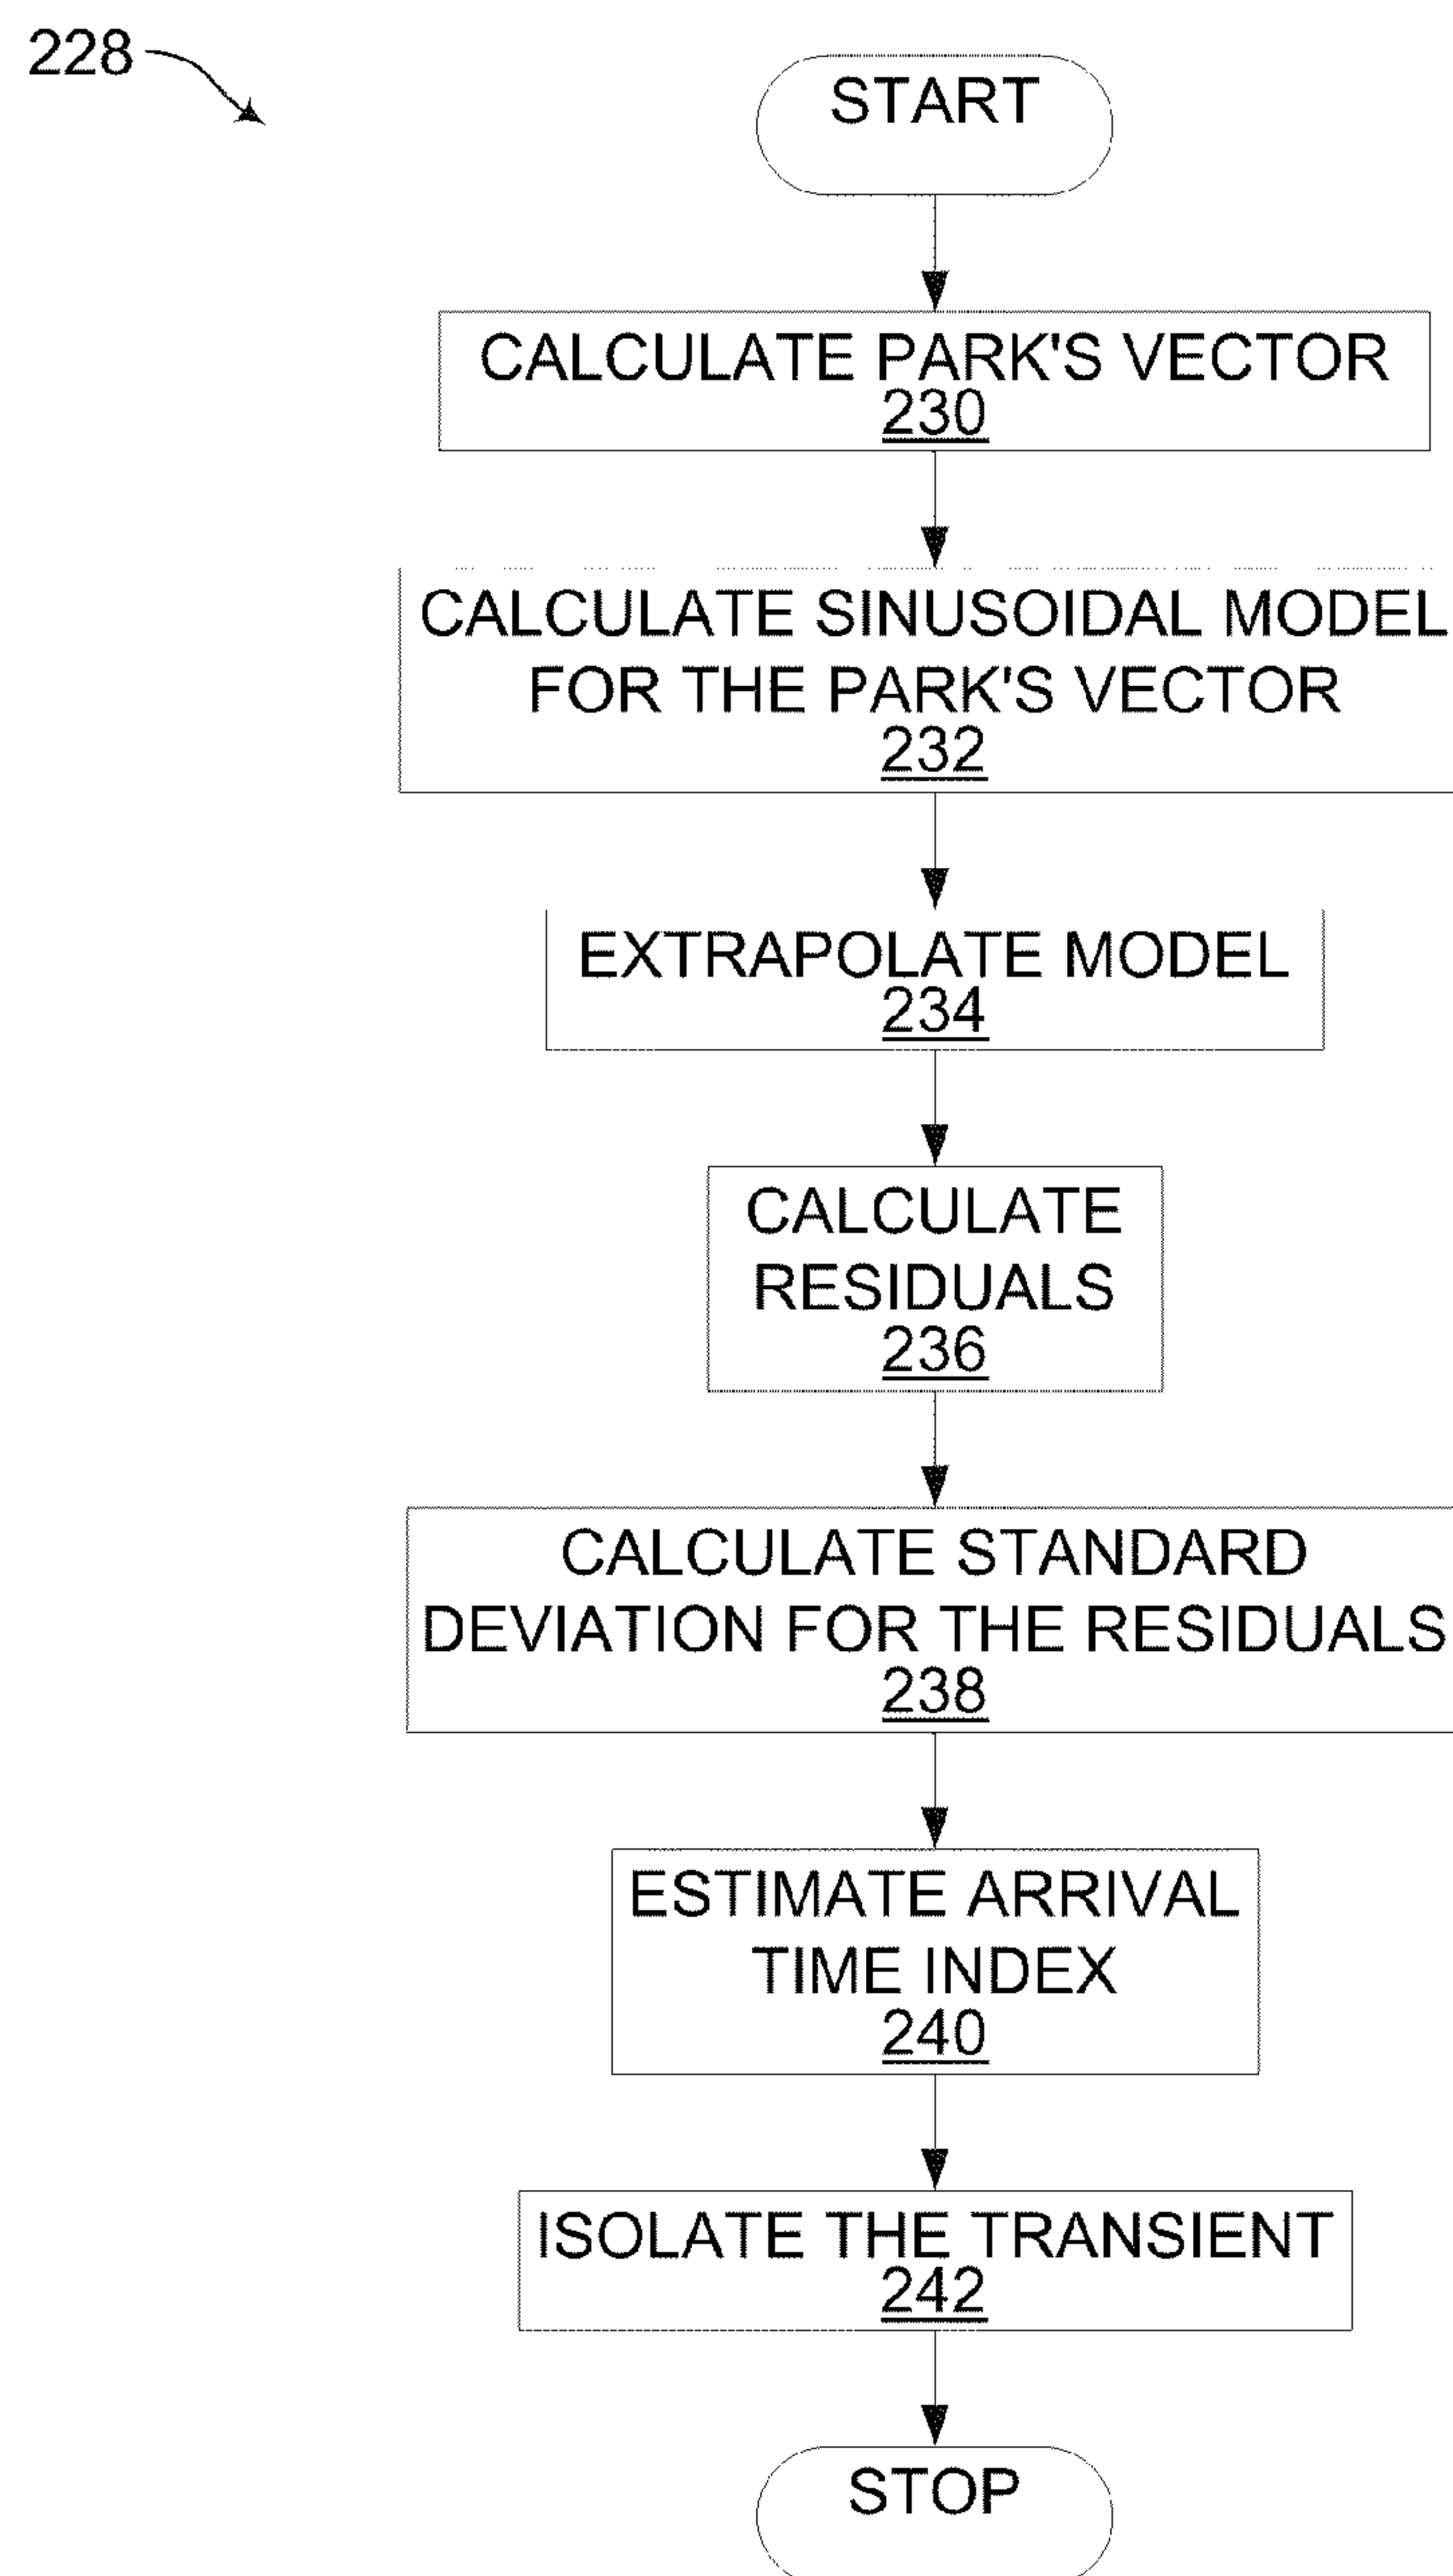 228
START
CALCULATE PARK'S VECTOR
230
CALCULATE SINUSOIDAL MODEL
FOR THE PARK'S VECTOR
232
EXTRAPOLATE MODEL
234
CALCULATE
RESIDUALS
236
CALCULATE STANDARD
DEVIATION FOR THE RESIDUALS
238
ESTIMATE ARRIVAL
TIME INDEX
240
ISOLATE THE TRANSIENT
242
STOP